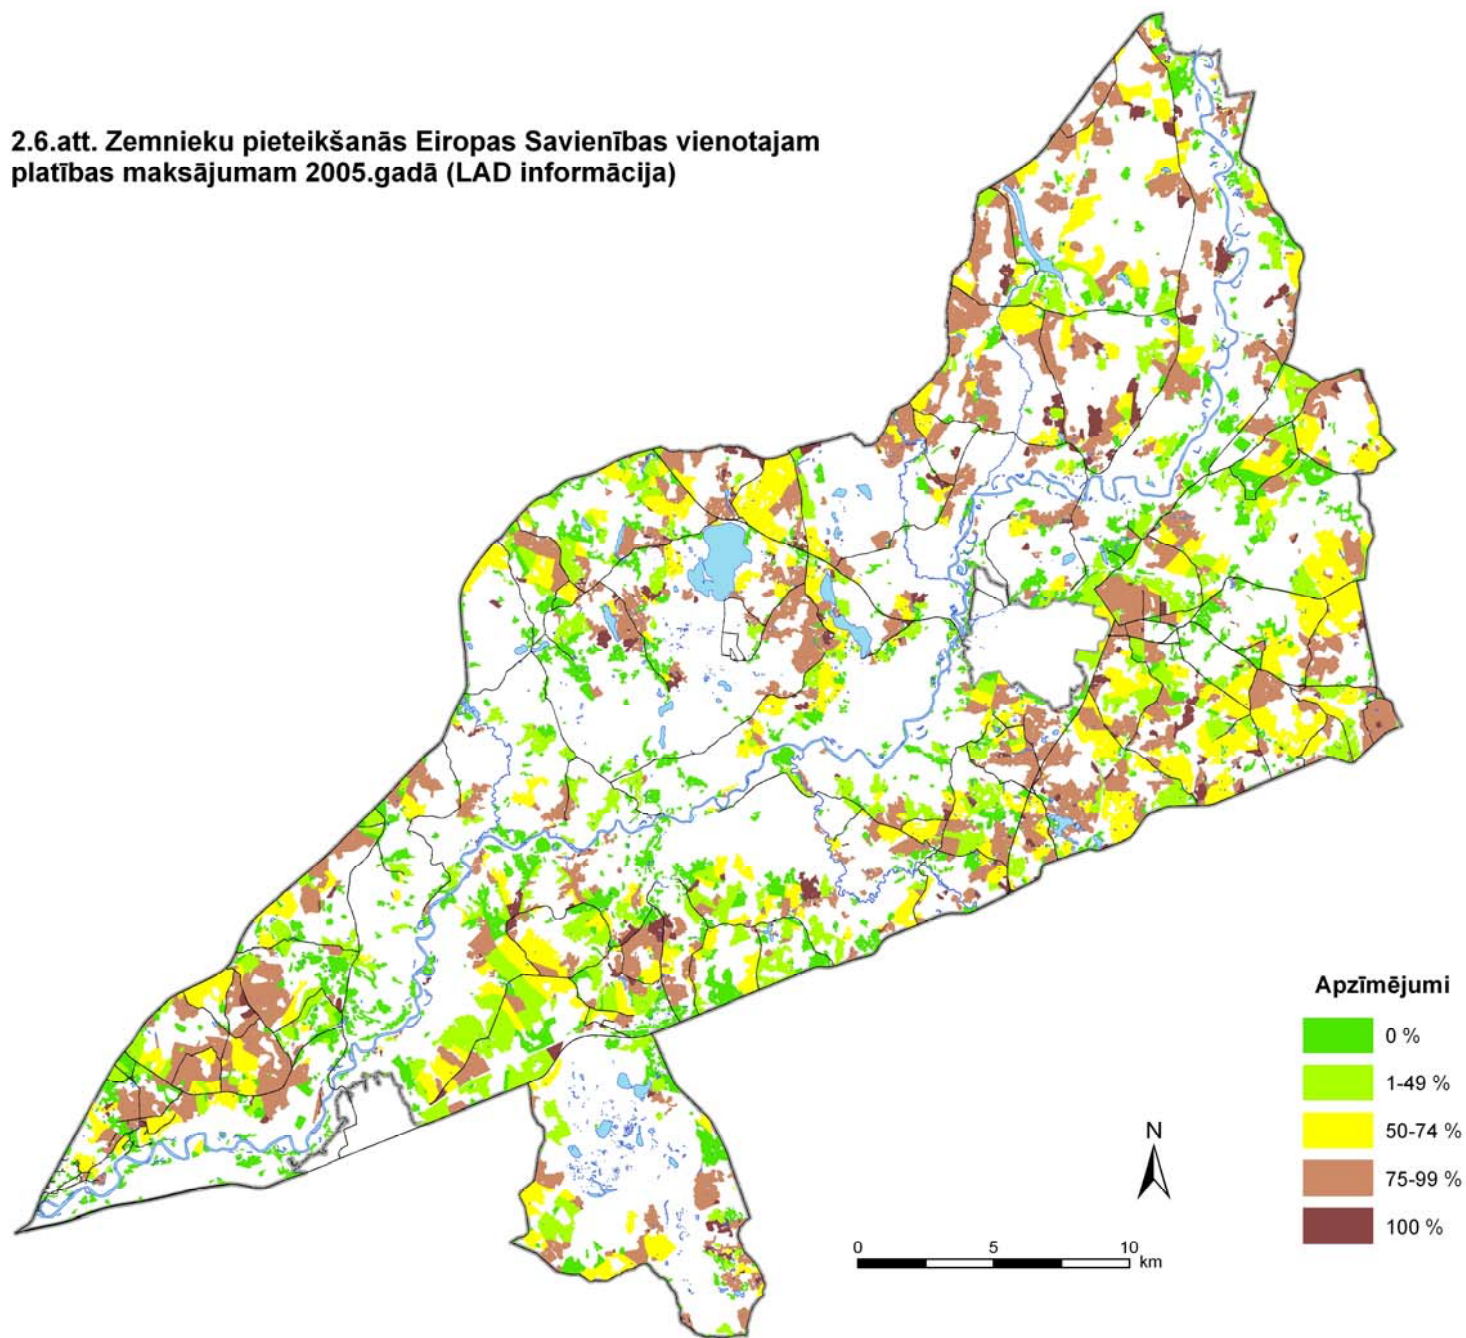 2.6.att. Zemnieku pieteikšanās Eiropas Savienības vienotajam
platības maksājumam 2005.gadā (LAD informācija)
Apzīmējumi
0 %
1-49 %
50-74 %
75-99 %
100 %
N
0 5 10
km